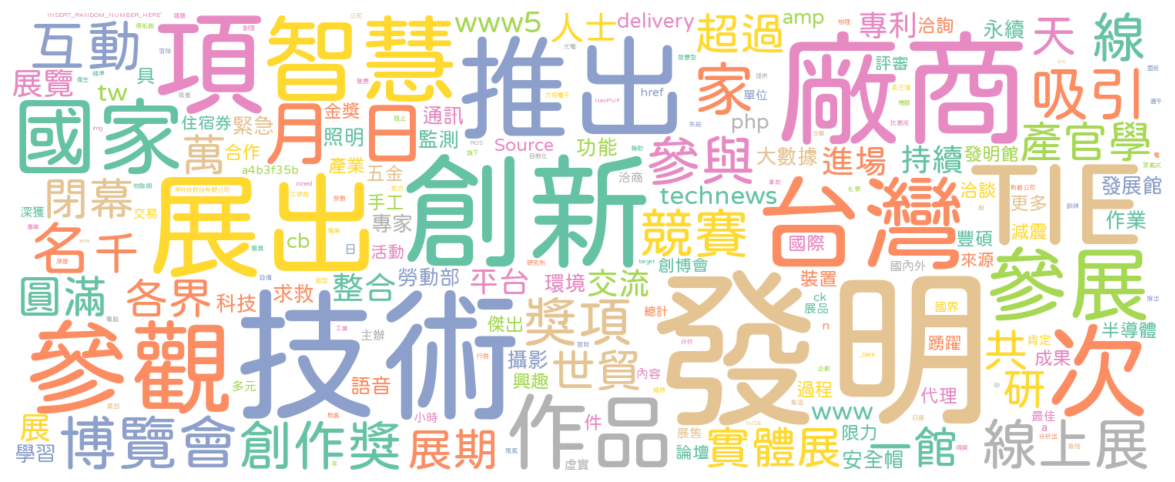 INSERT_RANDOM_NUMBER_HERE
互動
項
智慧
www5
人士
delivery
超過
amp
專利
洽詢
永續
天
線
推出
廠商
展覽
具
tw
國家
住宿券
緊急
月
日
金獎
通訊
照明
監測
href
家
單位
php
評審
吸引
萬
合作
a4b3f35b
產業
五金
Source
功能
參與
大數據
進場
持續
發明館
產官學
閉幕
交易
深獲
展出
手工
專家
創新
洽商
technews
台灣
洽談
TIE
更多
發展館
減震
作業
名
千
cb
日
活動
競賽
國際
豐碩
來源
圓滿
各界
科技
求救
整合
勞動部
平台
環境
交流
創博會
國內外
裝置
參展
參觀
技術
主辦
傑出
獎項
總計
發明
ck
展品
n
國界
踴躍
半導體
攝影
興趣
世貿
內容
共
研
肯定
成果
次
多元
語音
小時
過程
代理
www
最佳
a
展
學習
博覽會
創作獎
展期
作品
件
虛實
展售
論壇
實體展
限力
安全帽
一館
線上展
target